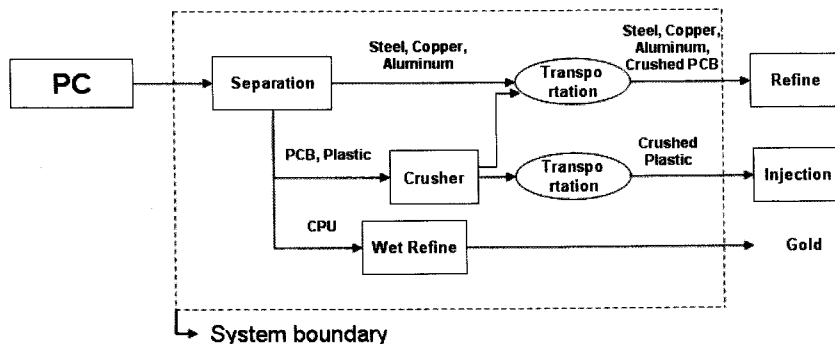 Steel, Copper,
Aluminum
Steel, Copper,
Aluminum,
Crushed PCB
PC
Separation
Transpo
rtation
Refine
PCB, Plastic
Crusher
Transpo
rtation
Crushed
Plastic
Injection
CPU
Wet Refine
Gold
System boundary